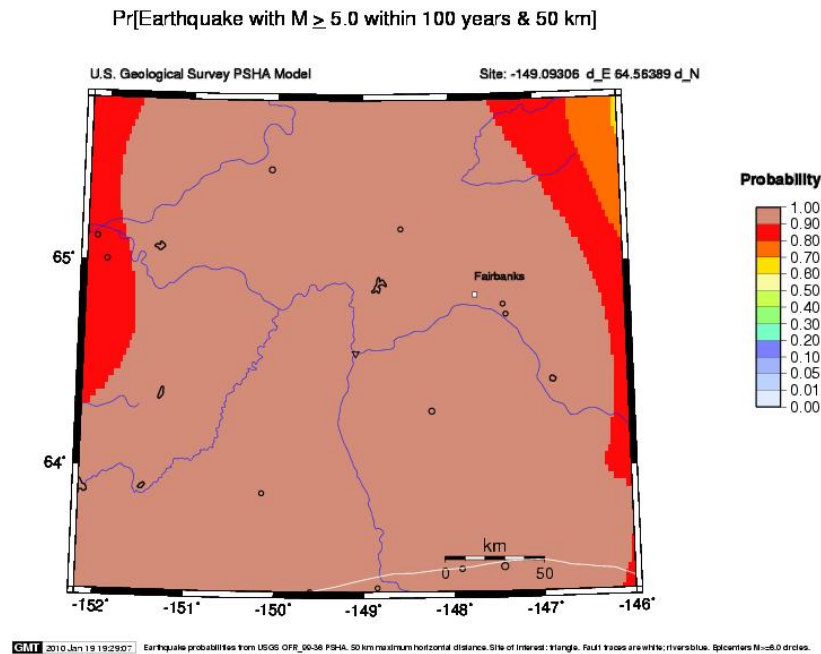 Pr[Earthquake with M ≥ 5.0 within 100 years & 50 km]
U.S. Geological Survey PSHA Model Site: -149.09306 d_E 64.56389 d_N
Probability
1.00
0.90
0.80
0.70
0.60
0.50
0.40
0.30
0.20
0.10
0.05
0.01
0.00
65°
64°
Fairbanks
km
0 50
-152° -151° -150° -149° -148° -147° -146°
GMT 2010 Jan 19 19:29:07 Earthquake probabilities from USGS OFR_99-36 PSHA. 50 km maximum horizontal distance. Site of interest: triangle. Fault traces are white; rivers blue. Epicenters M>=6.0 circles.